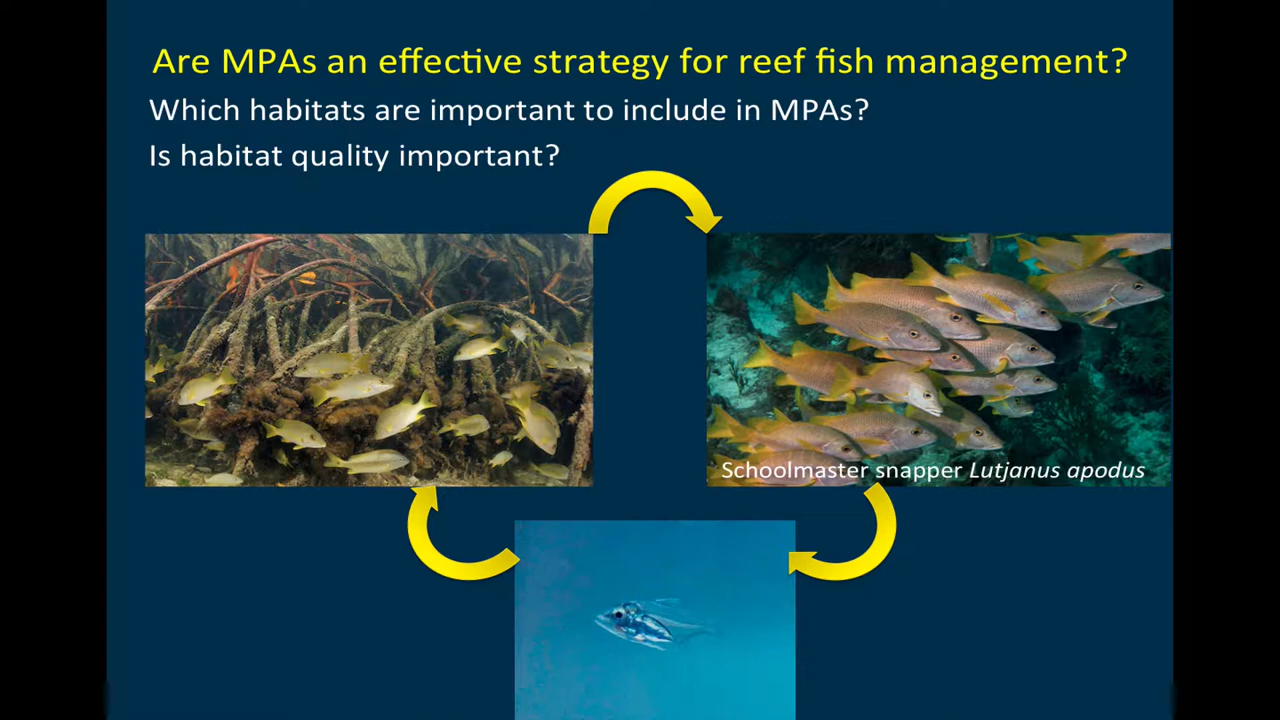 Are MPAs an effective strategy for reef fish management?
Which habitats are important to include in MPAs?
Is habitat quality important?
Schoolmaster snapper Lutjanus apodus